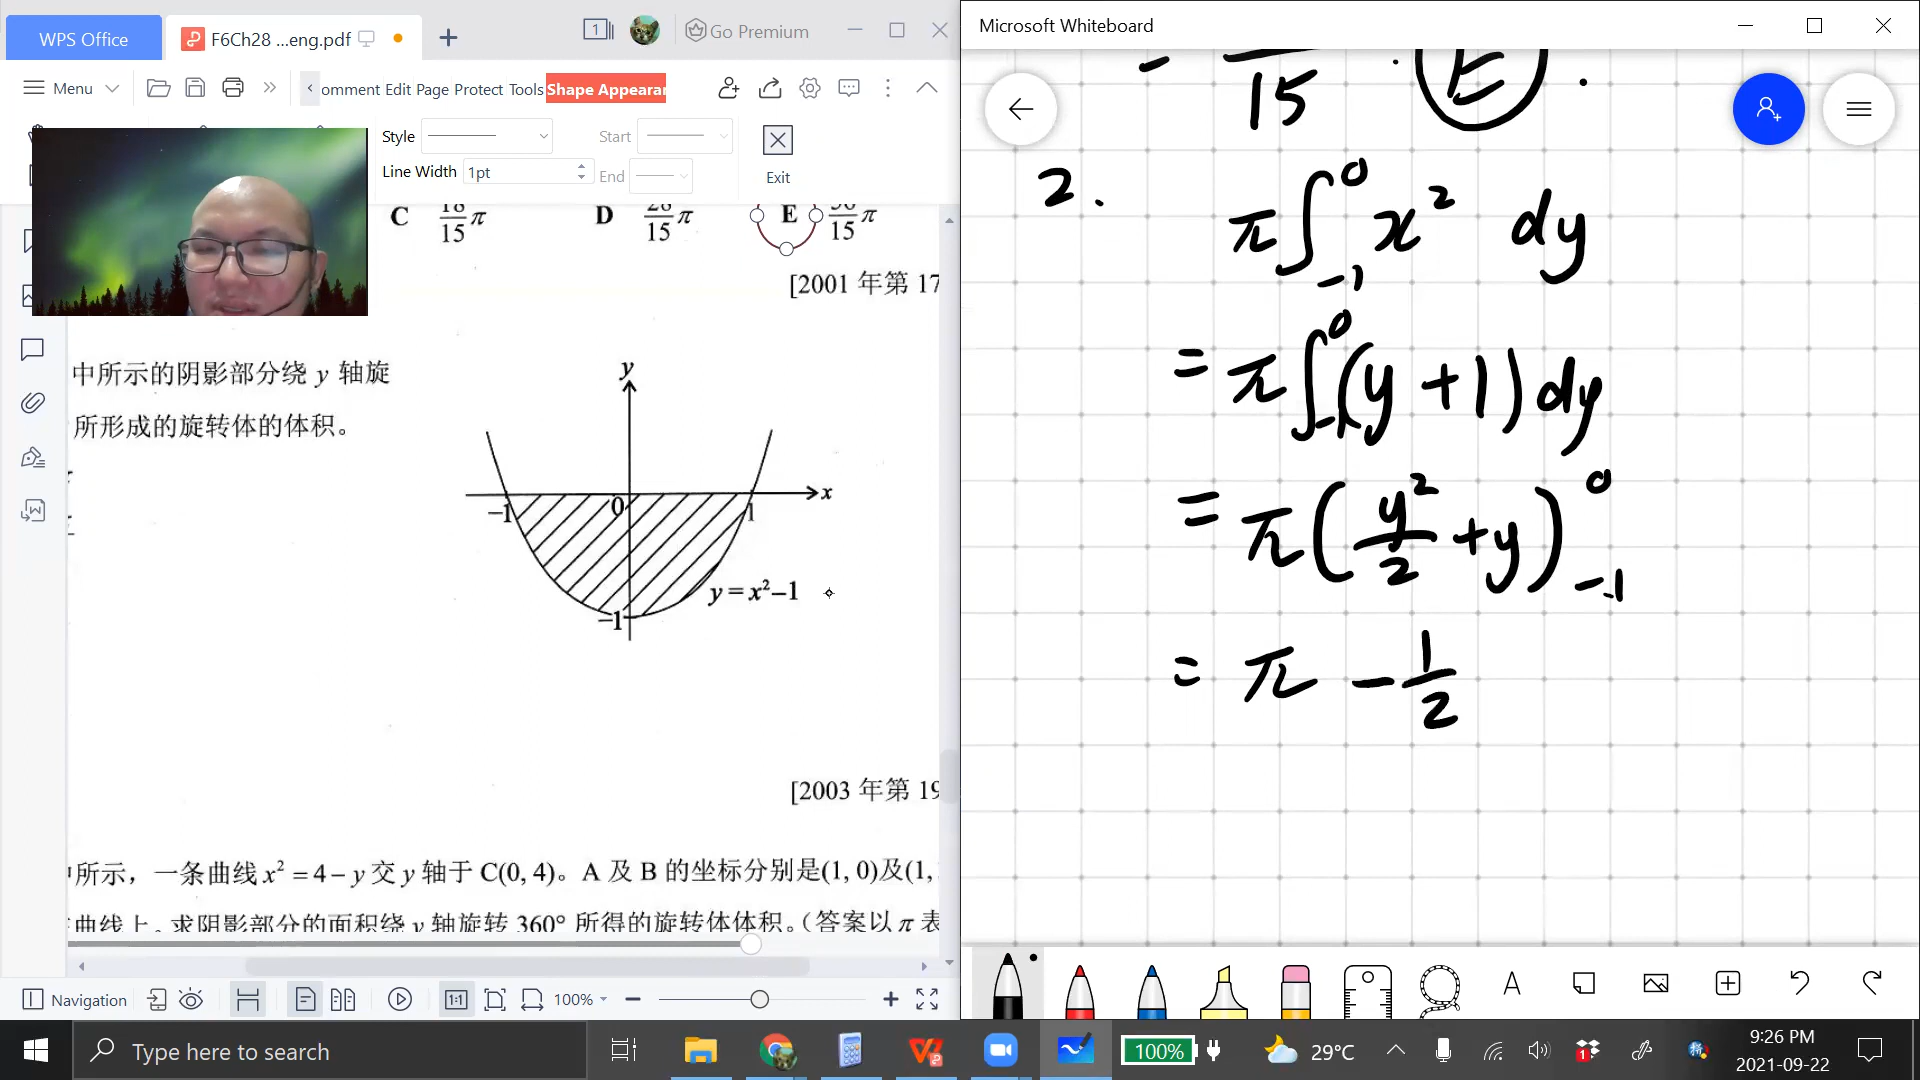 WPS Office
F6Ch28 ...eng.pdf
1
Go Premium
Menu
omment Edit Page Protect Tools Shape Appearar
Style
Start
Line Width 1pt
End
Exit
C 18/15 π
D 28/15 π
E /15 π
[2001 年第 17
中所示的阴影部分绕 y 轴旋
所形成的旋转体的体积。
y
x
-1
0
1
y = x²-1
-1
[2003 年第 19
所示，一条曲线 x² = 4 - y 交 y 轴于 C(0, 4)。A 及 B 的坐标分别是(1, 0)及(1,
曲线上。求阴影部分的面积绕 y 轴旋转 360° 所得的旋转体体积。（答案以 π 表
Navigation
1:1
100%
Microsoft Whiteboard
= /15 . E .
2. π∫₋₁⁰ x² dy
= π∫₋₁⁰ (y + 1) dy
= π(y²/2 + y)₋₁⁰
= π - 1/2
A
Type here to search
100%
29°C
1
9:26 PM
2021-09-22